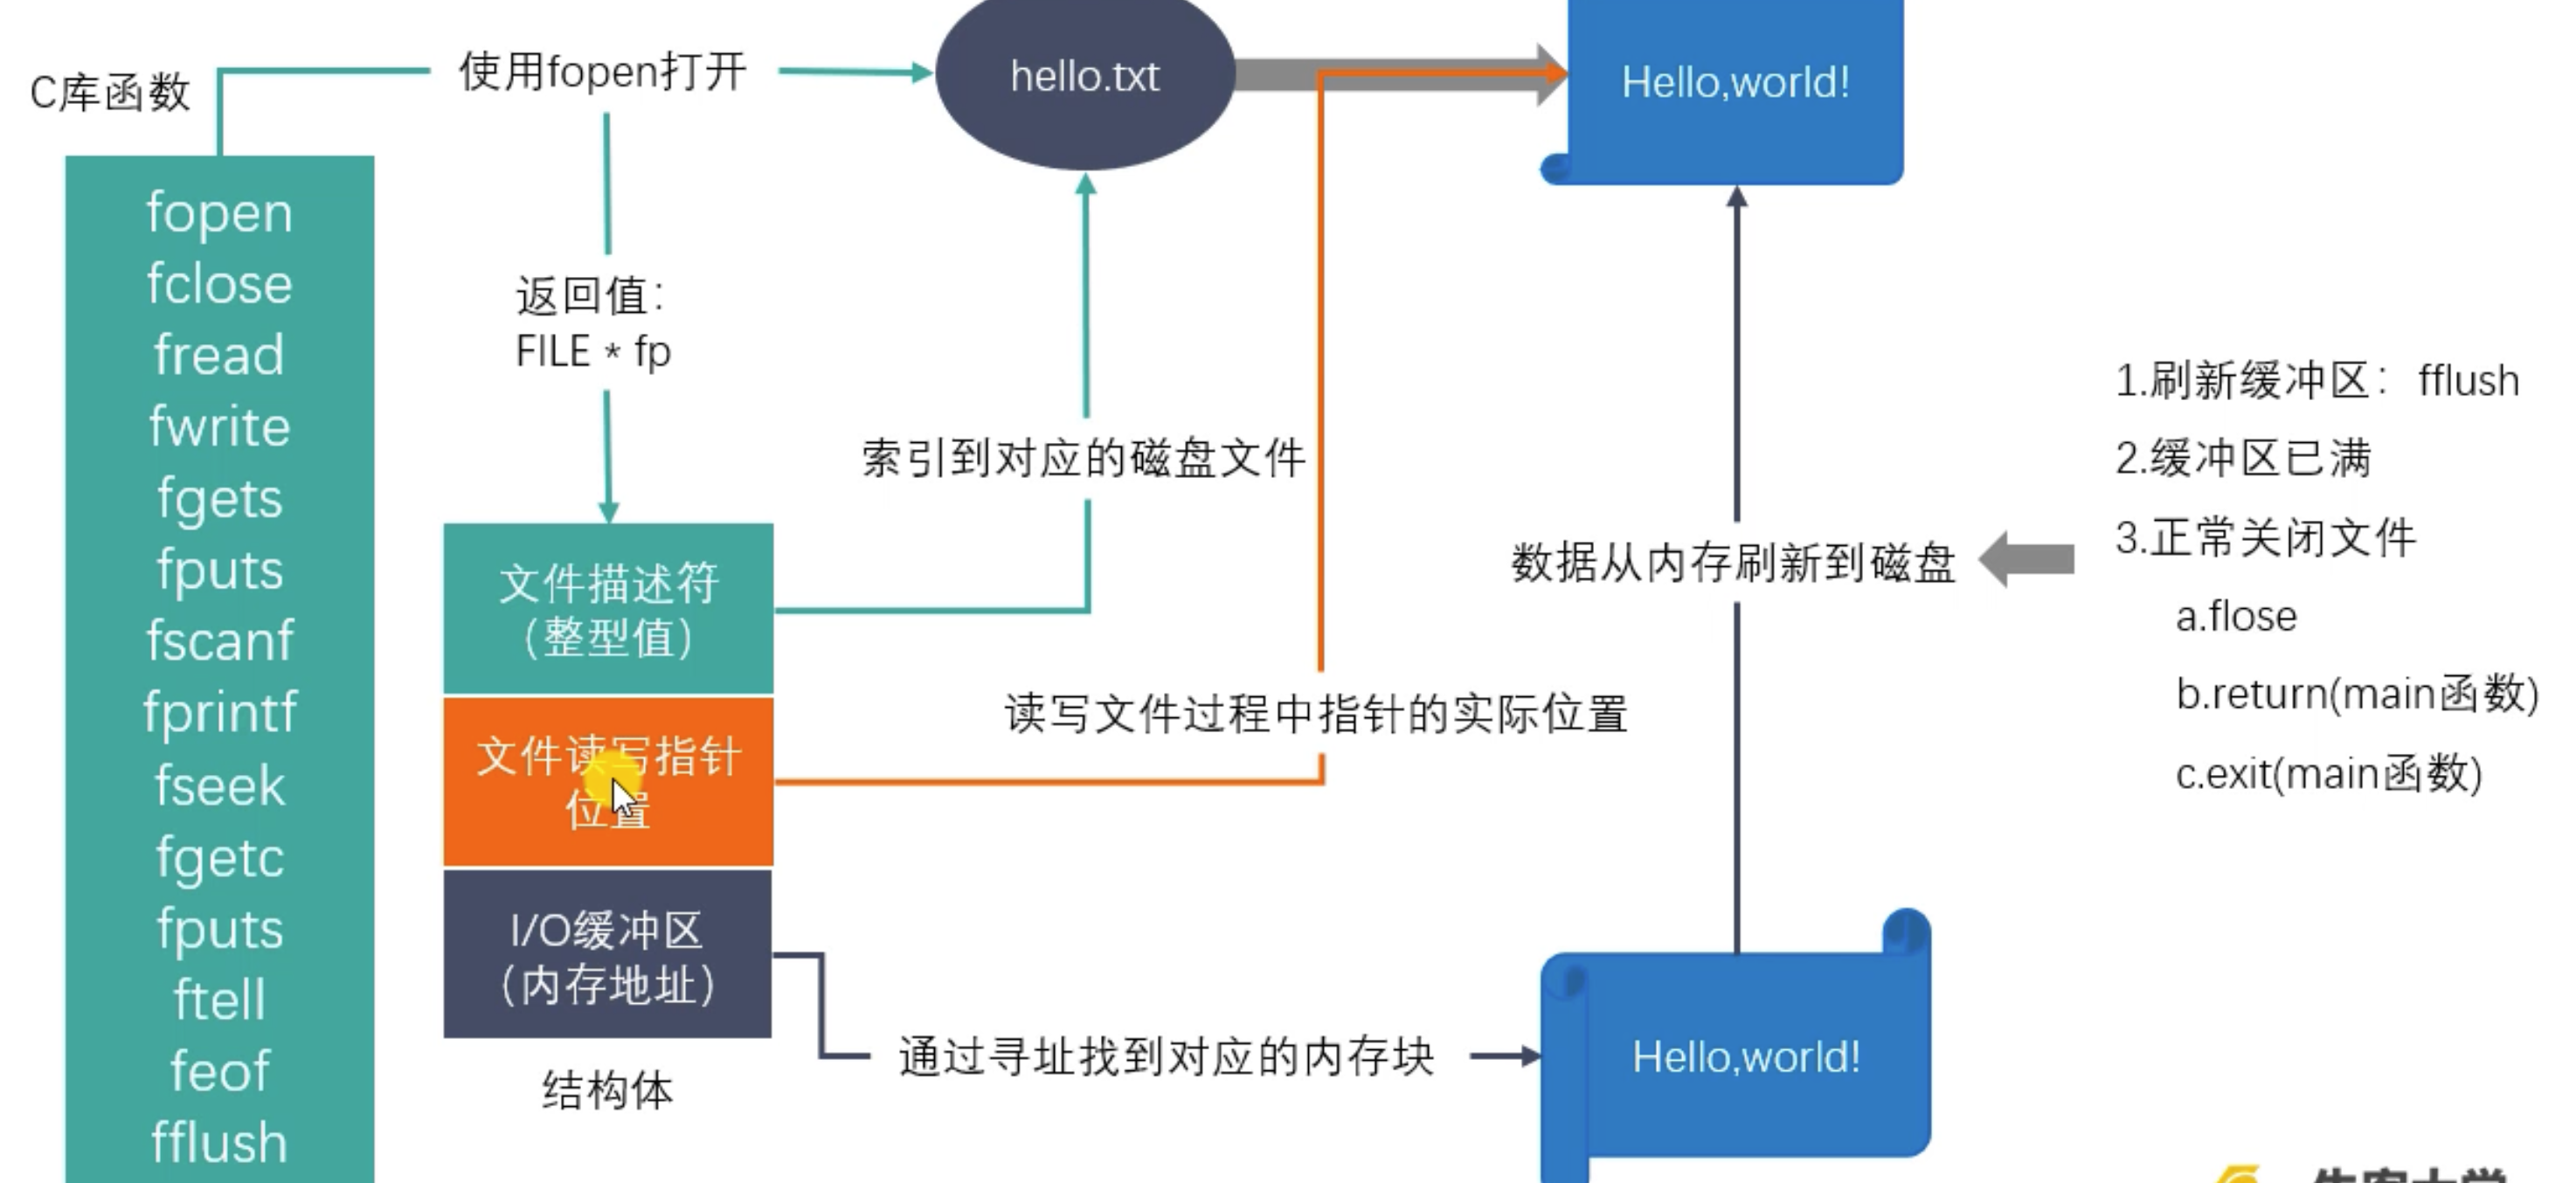 C库函数
使用fopen打开
hello.txt
Hello,world!
fopen
fclose
fread
fwrite
fgets
fputs
fscanf
fprintf
fseek
fgetc
fputs
ftell
feof
fflush
返回值：
FILE * fp
文件描述符
（整型值）
文件读写指针
位置
I/O缓冲区
（内存地址）
结构体
索引到对应的磁盘文件
读写文件过程中指针的实际位置
通过寻址找到对应的内存块
Hello,world!
数据从内存刷新到磁盘
1.刷新缓冲区：fflush
2.缓冲区已满
3.正常关闭文件
a.flose
b.return(main函数)
c.exit(main函数)